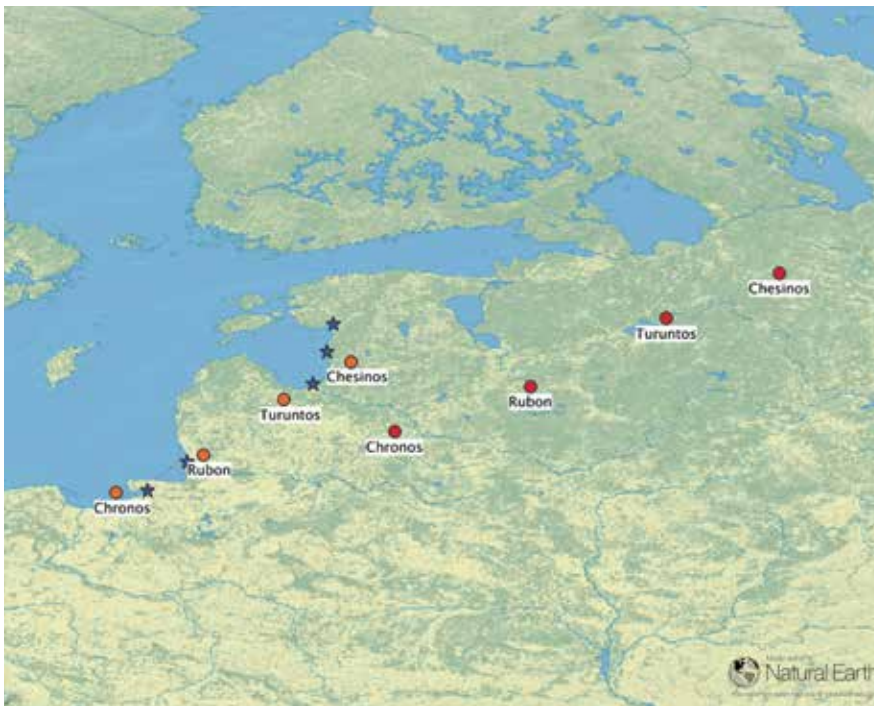 Chesinos
Turuntos
Chesinos
Rubon
Turuntos
Chronos
Rubon
Chronos
Natural Earth